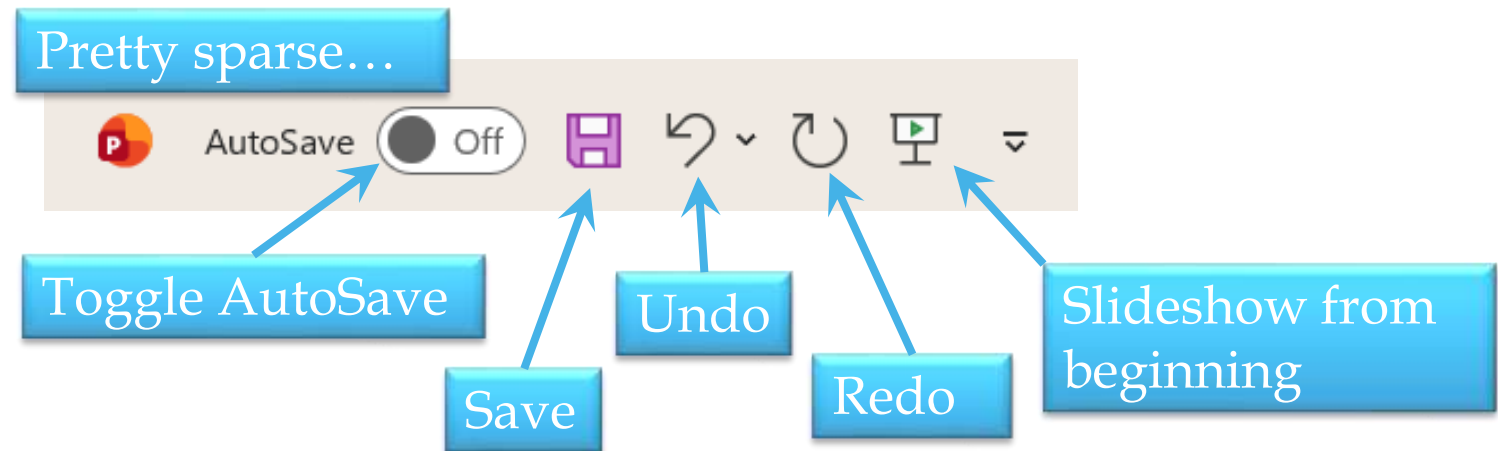 Pretty sparse…
P
AutoSave Off
Toggle AutoSave
Undo
Slideshow from
beginning
Save
Redo